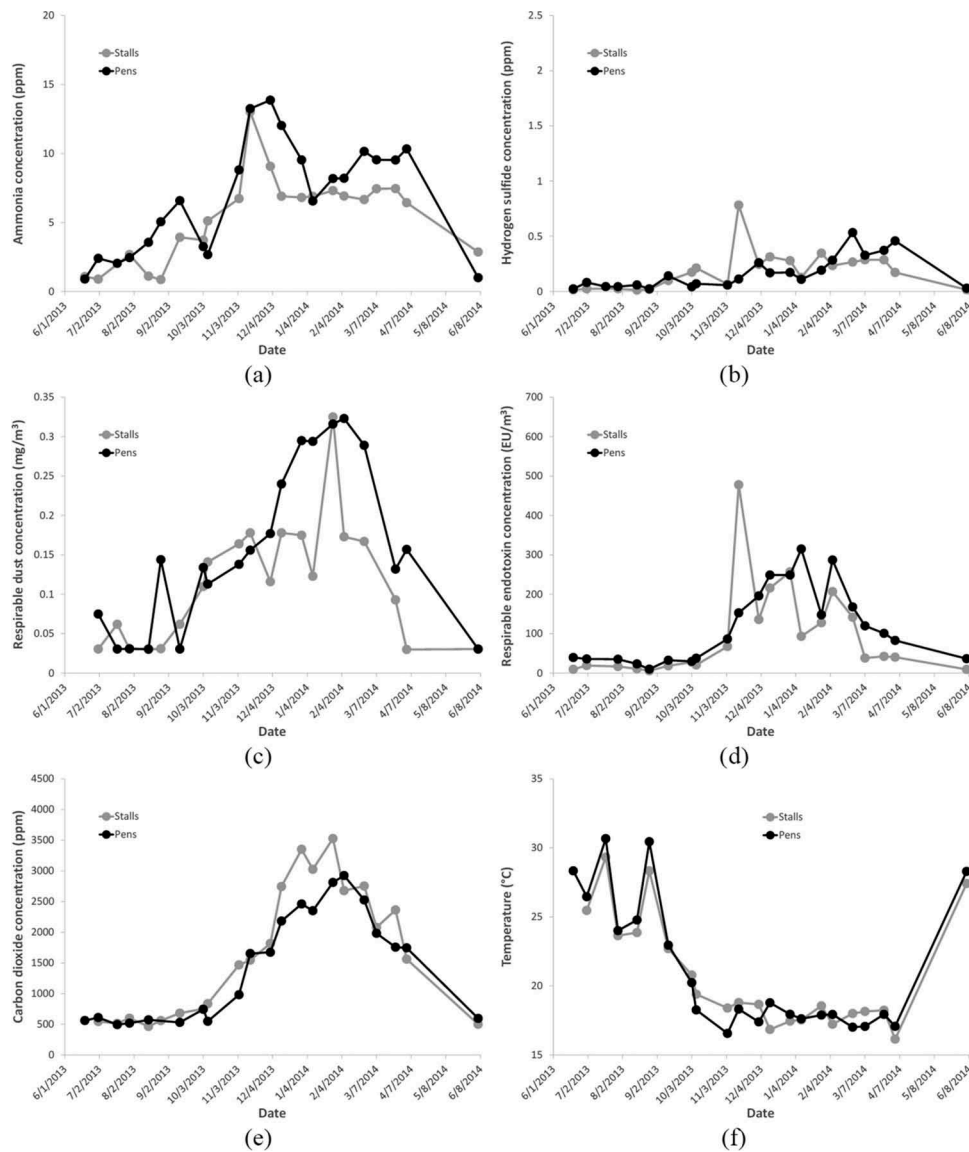 20
15
10
5
0
Ammonia concentration (ppm)
Stalls
Pens
6/1/2013 7/2/2013 8/2/2013 9/2/2013 10/3/2013 11/3/2013 12/4/2013 1/4/2014 2/4/2014 3/7/2014 4/7/2014 5/8/2014 6/8/2014
Date
(a)
2.5
2
1.5
1
0.5
0
Hydrogen sulfide concentration (ppm)
Stalls
Pens
6/1/2013 7/2/2013 8/2/2013 9/2/2013 10/3/2013 11/3/2013 12/4/2013 1/4/2014 2/4/2014 3/7/2014 4/7/2014 5/8/2014 6/8/2014
Date
(b)
0.35
0.3
0.25
0.2
0.15
0.1
0.05
0
Respirable dust concentration (mg/m³)
Stalls
Pens
6/1/2013 7/2/2013 8/2/2013 9/2/2013 10/3/2013 11/3/2013 12/4/2013 1/4/2014 2/4/2014 3/7/2014 4/7/2014 5/8/2014 6/8/2014
Date
(c)
700
600
500
400
300
200
100
0
Respirable endotoxin concentration (EU/m³)
Stalls
Pens
6/1/2013 7/2/2013 8/2/2013 9/2/2013 10/3/2013 11/3/2013 12/4/2013 1/4/2014 2/4/2014 3/7/2014 4/7/2014 5/8/2014 6/8/2014
Date
(d)
4500
4000
3500
3000
2500
2000
1500
1000
500
0
Carbon dioxide concentration (ppm)
Stalls
Pens
6/1/2013 7/2/2013 8/2/2013 9/2/2013 10/3/2013 11/3/2013 12/4/2013 1/4/2014 2/4/2014 3/7/2014 4/7/2014 5/8/2014 6/8/2014
Date
(e)
35
30
25
20
15
Temperature (°C)
Stalls
Pens
6/1/2013 7/2/2013 8/2/2013 9/2/2013 10/3/2013 11/3/2013 12/4/2013 1/4/2014 2/4/2014 3/7/2014 4/7/2014 5/8/2014 6/8/2014
Date
(f)